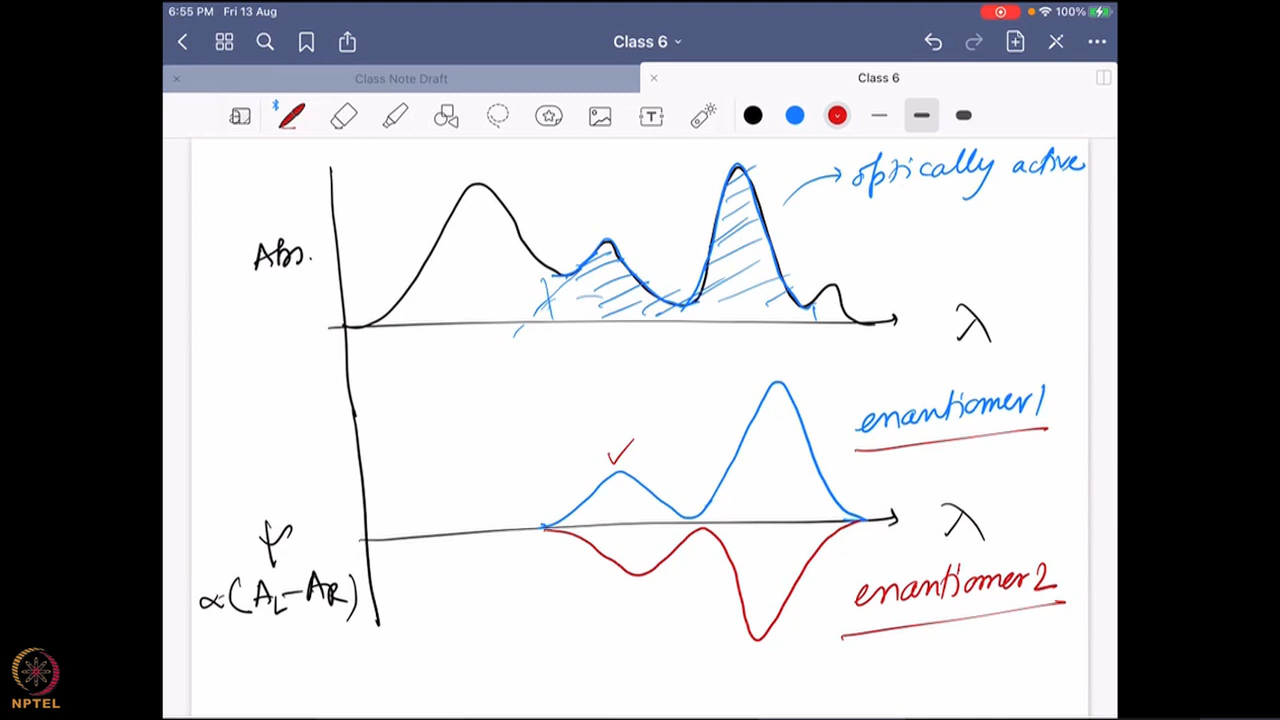 6:55 PM Fri 13 Aug
100%
Class 6
Class Note Draft
Class 6
T
optically active
Abs.
λ
enantiomer 1
λ
ψ
∝(A_L-A_R)
enantiomer 2
NPTEL